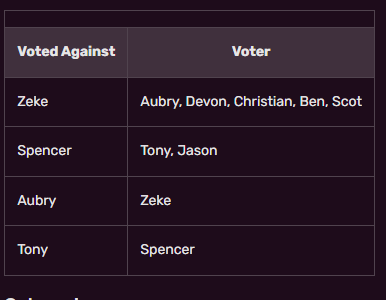 Voted Against Voter
Zeke Aubry, Devon, Christian, Ben, Scot
Spencer Tony, Jason
Aubry Zeke
Tony Spencer